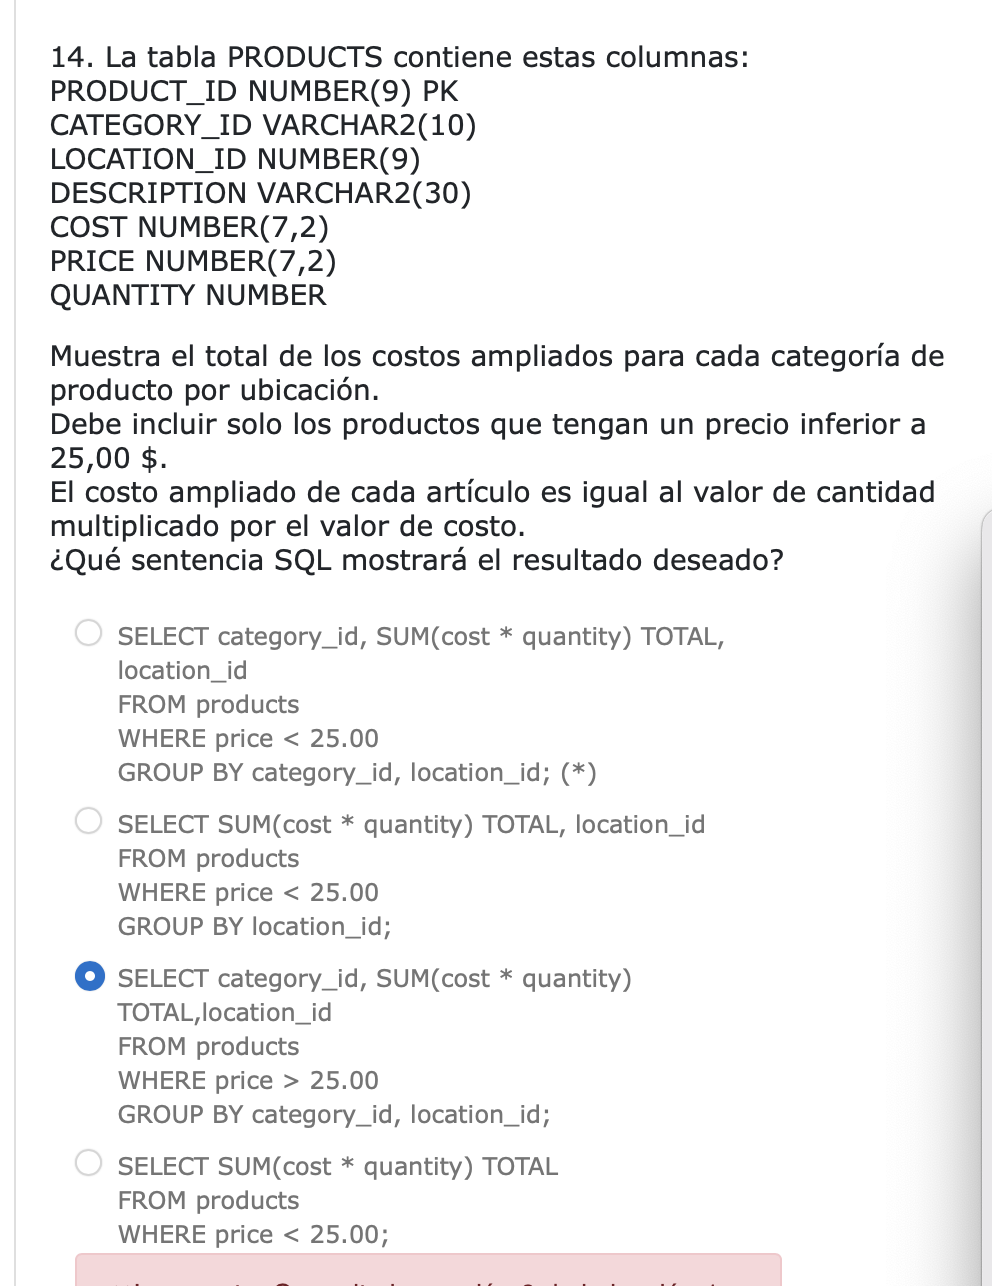 14. La tabla PRODUCTS contiene estas columnas:
PRODUCT_ID NUMBER(9) PK
CATEGORY_ID VARCHAR2(10)
LOCATION_ID NUMBER(9)
DESCRIPTION VARCHAR2(30)
COST NUMBER(7,2)
PRICE NUMBER(7,2)
QUANTITY NUMBER
Muestra el total de los costos ampliados para cada categoría de
producto por ubicación.
Debe incluir solo los productos que tengan un precio inferior a
25,00 $.
El costo ampliado de cada artículo es igual al valor de cantidad
multiplicado por el valor de costo.
¿Qué sentencia SQL mostrará el resultado deseado?
SELECT category_id, SUM(cost * quantity) TOTAL,
location_id
FROM products
WHERE price < 25.00
GROUP BY category_id, location_id; (*)
SELECT SUM(cost * quantity) TOTAL, location_id
FROM products
WHERE price < 25.00
GROUP BY location_id;
SELECT category_id, SUM(cost * quantity)
TOTAL,location_id
FROM products
WHERE price > 25.00
GROUP BY category_id, location_id;
SELECT SUM(cost * quantity) TOTAL
FROM products
WHERE price < 25.00;